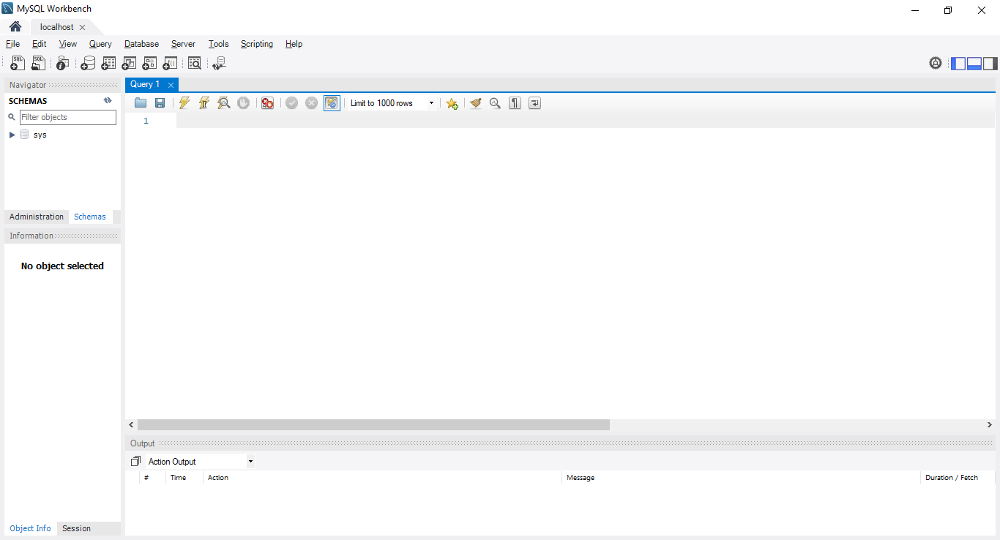 MySQL Workbench
localhost
File Edit View Query Database Server Tools Scripting Help
Navigator
SCHEMAS
Filter objects
sys
Administration Schemas
Information
No object selected
Object Info Session
Query 1
Limit to 1000 rows
1
Output
Action Output
# Time Action Message Duration / Fetch